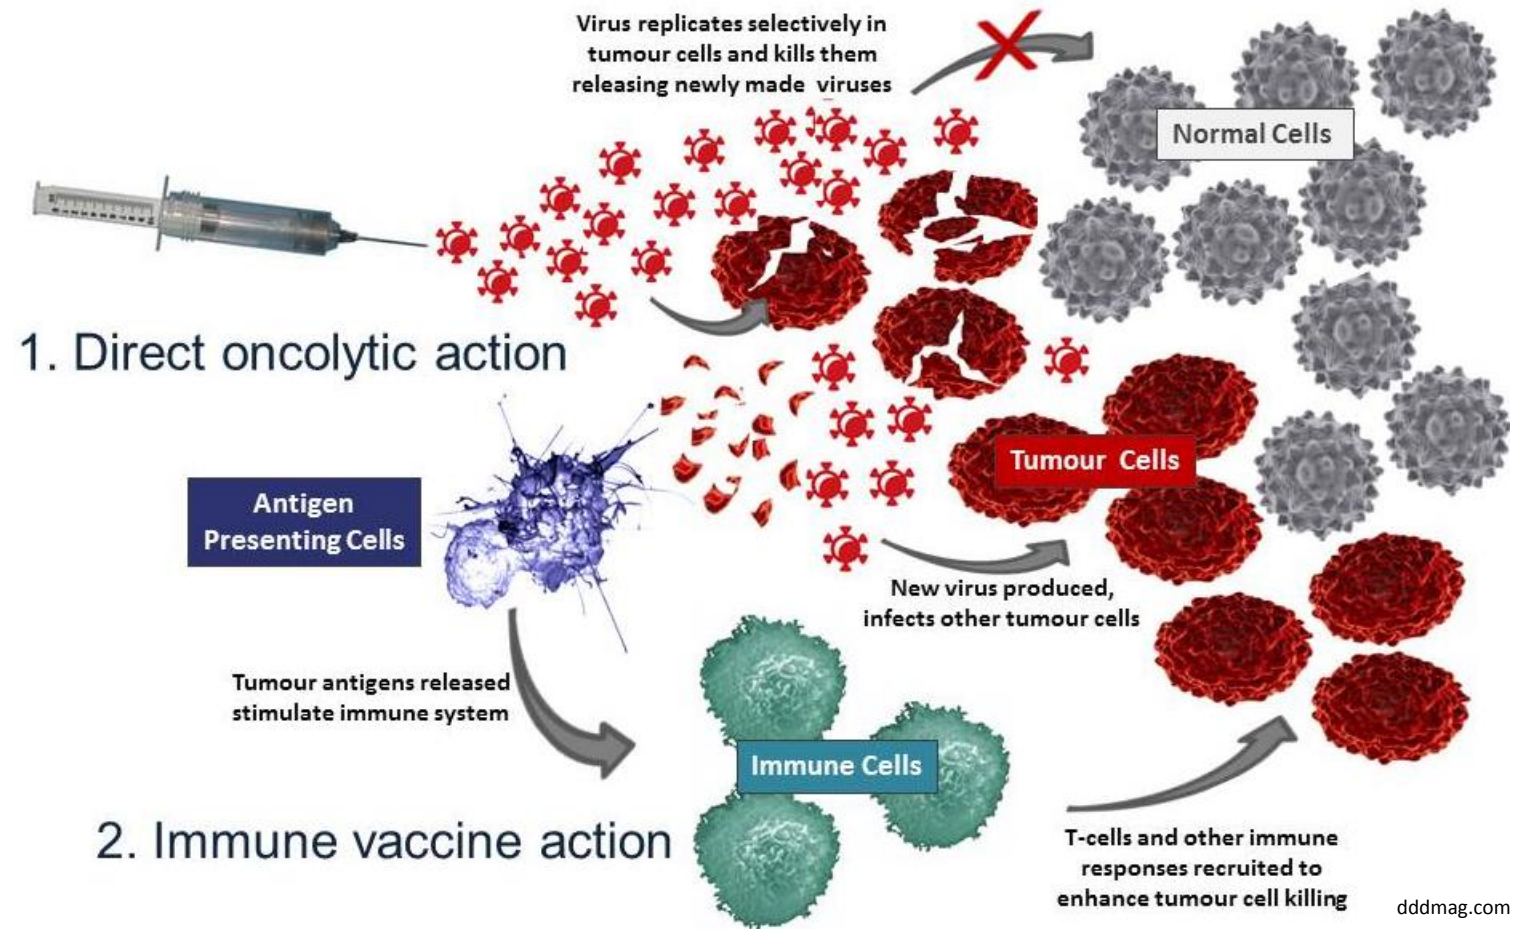 Virus replicates selectively in
tumour cells and kills them
releasing newly made viruses
Normal Cells
1. Direct oncolytic action
Tumour Cells
Antigen
Presenting Cells
New virus produced,
infects other tumour cells
Tumour antigens released
stimulate immune system
Immune Cells
2. Immune vaccine action
T-cells and other immune
responses recruited to
enhance tumour cell killing
dddmag.com